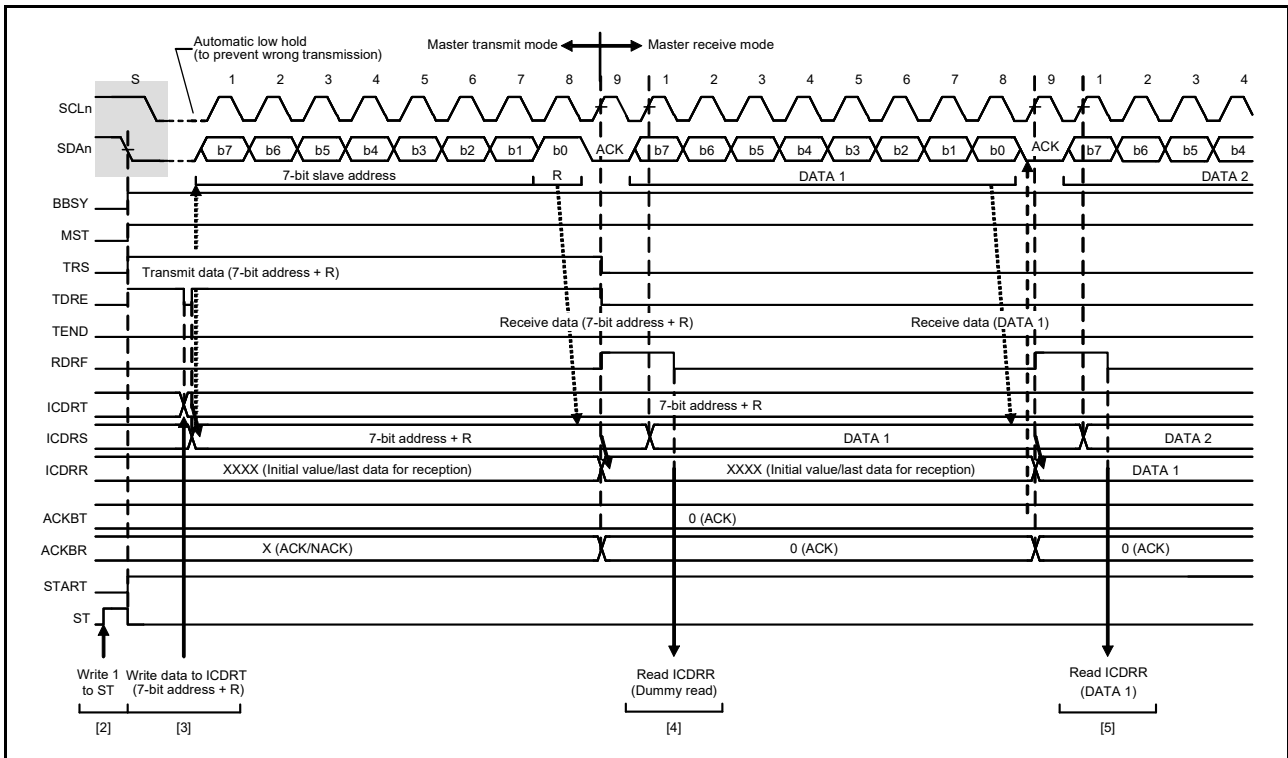 Automatic low hold
(to prevent wrong transmission)
Master transmit mode
Master receive mode
S 1 2 3 4 5 6 7 8 9 1 2 3 4 5 6 7 8 9 1 2 3 4
SCLn
SDAn b7 b6 b5 b4 b3 b2 b1 b0 ACK b7 b6 b5 b4 b3 b2 b1 b0 ACK b7 b6 b5 b4
7-bit slave address R DATA 1 DATA 2
BBSY
MST
TRS
Transmit data (7-bit address + R)
TDRE
Receive data (7-bit address + R) Receive data (DATA 1)
TEND
RDRF
ICDRT 7-bit address + R
ICDRS 7-bit address + R DATA 1 DATA 2
ICDRR XXXX (Initial value/last data for reception) XXXX (Initial value/last data for reception) DATA 1
ACKBT 0 (ACK)
ACKBR X (ACK/NACK) 0 (ACK) 0 (ACK)
START
ST
Write 1
to ST
Write data to ICDRT
(7-bit address + R)
Read ICDRR
(Dummy read)
Read ICDRR
(DATA 1)
[2] [3] [4] [5]